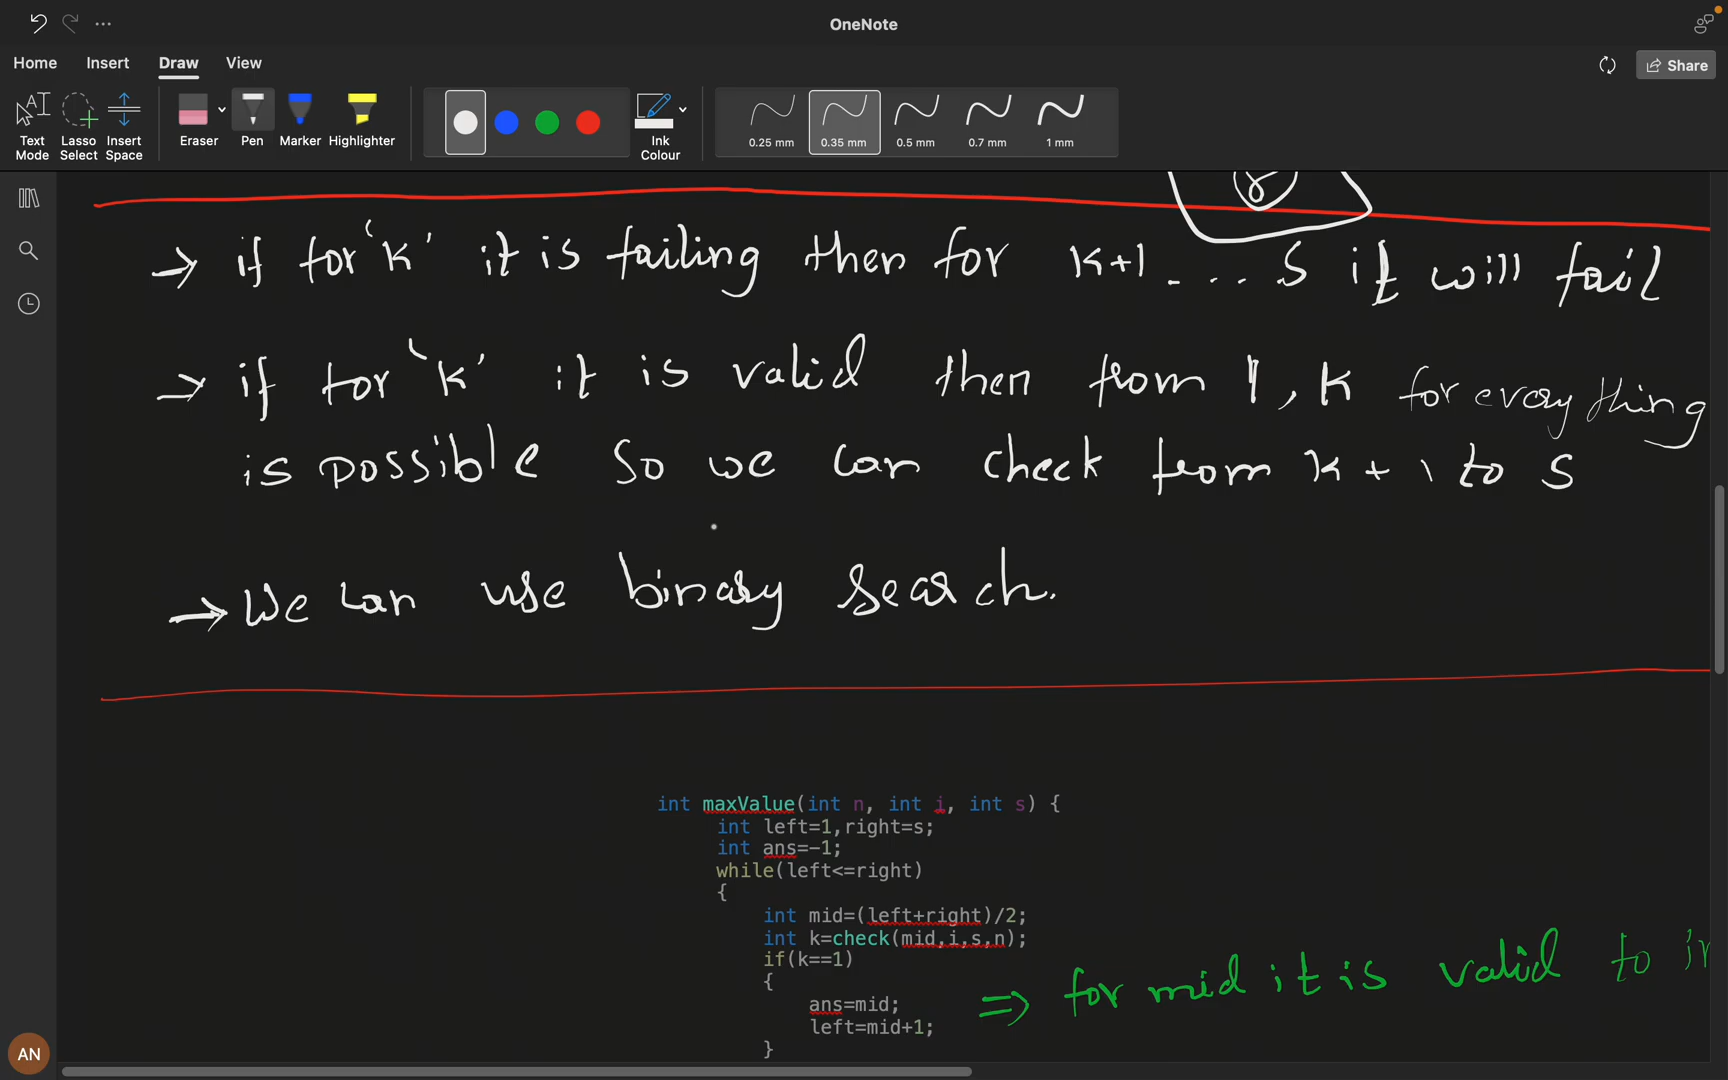 OneNote
Home Insert Draw View
Share
Text Mode
Lasso Select
Insert Space
Eraser
Pen
Marker
Highlighter
Ink Colour
0.25 mm
0.35 mm
0.5 mm
0.7 mm
1 mm
8
→ if for 'k' it is failing then for k+1 ... S it will fail
→ if for 'k' it is valid then from 1, k for everything
is possible so we can check from k + 1 to s
→ We can use binary search.
int maxValue(int n, int i, int s) {
int left=1,right=s;
int ans=-1;
while(left<=right)
{
int mid=(left+right)/2;
int k=check(mid,i,s,n);
if(k==1)
{
ans=mid;
left=mid+1;
}
⇒ for mid it is valid to
AN